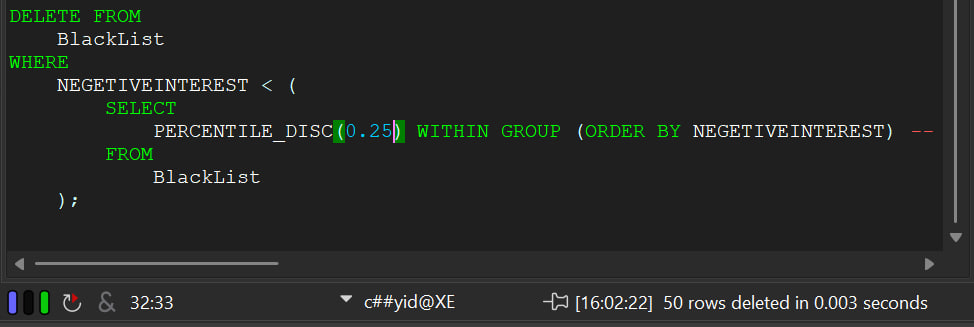 DELETE FROM
BlackList
WHERE
NEGETIVEINTEREST < (
SELECT
PERCENTILE_DISC(0.25) WITHIN GROUP (ORDER BY NEGETIVEINTEREST) --
FROM
BlackList
);
& 32:33 c##yid@XE [16:02:22] 50 rows deleted in 0.003 seconds